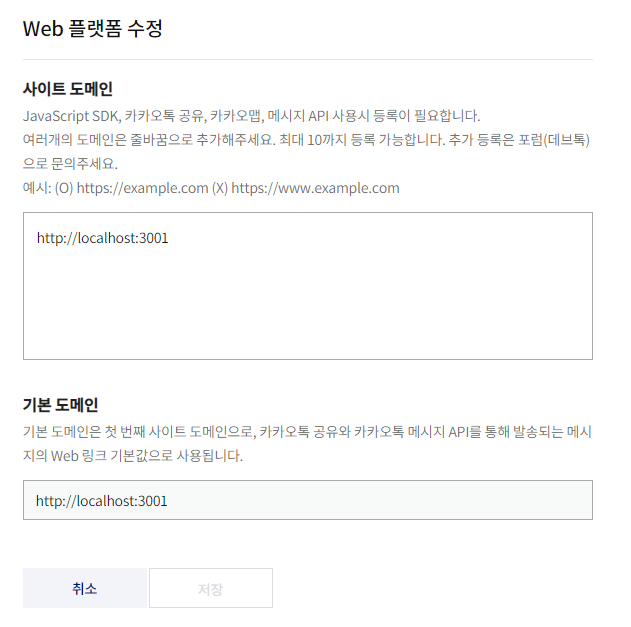 Web 플랫폼 수정
사이트 도메인
JavaScript SDK, 카카오톡 공유, 카카오맵, 메시지 API 사용시 등록이 필요합니다.
여러개의 도메인은 줄바꿈으로 추가해주세요. 최대 10까지 등록 가능합니다. 추가 등록은 포럼(데브톡)
으로 문의주세요.
예시: (O) https://example.com (X) https://www.example.com
http://localhost:3001
기본 도메인
기본 도메인은 첫 번째 사이트 도메인으로, 카카오톡 공유와 카카오톡 메시지 API를 통해 발송되는 메시
지의 Web 링크 기본값으로 사용됩니다.
http://localhost:3001
취소
저장